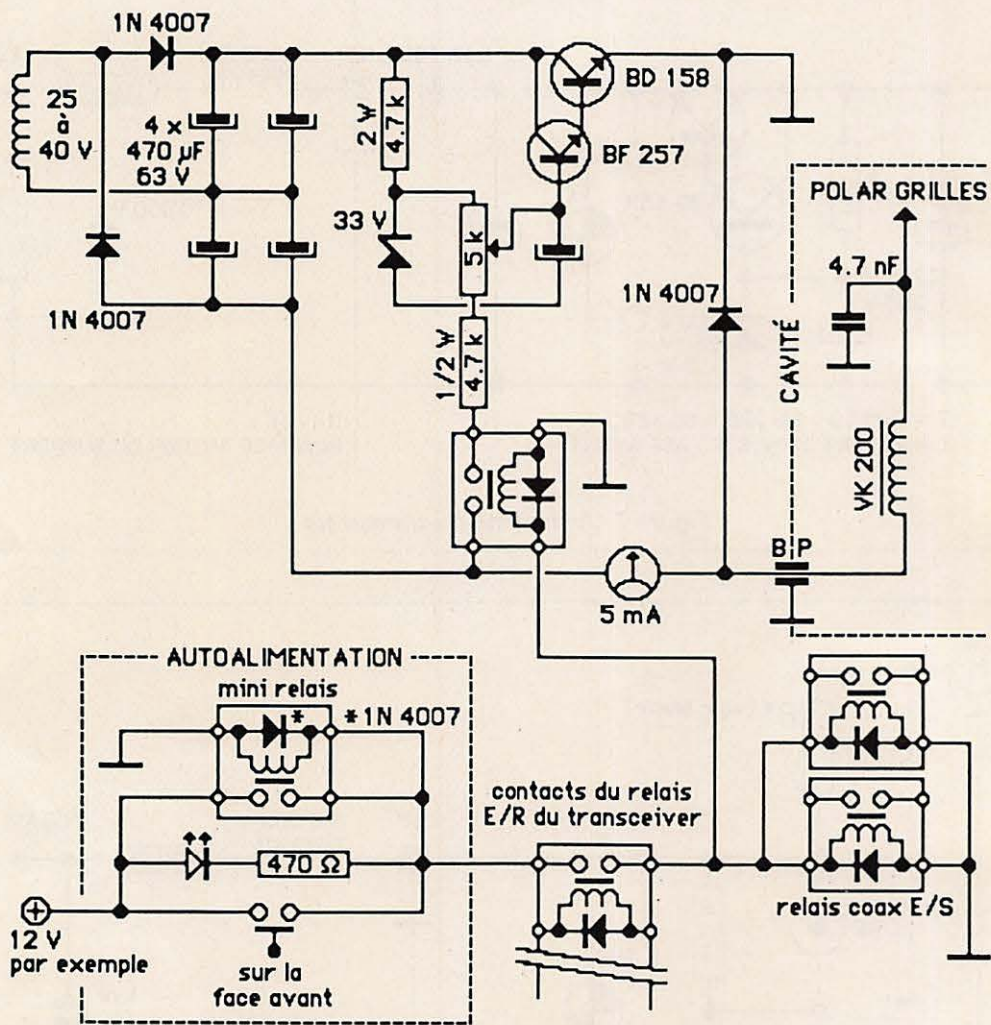 1N 4007
25
à
40 V
4 x
470 µF
63 V
1N 4007
2 W
4.7 k
33 V
5 k
1/2 W
4.7 k
BD 158
BF 257
1N 4007
5 mA
POLAR GRILLES
4.7 nF
CAVITÉ
VK 200
B P
AUTOALIMENTATION
mini relais
*
*1N 4007
470 Ω
12 V
par exemple
sur la
face avant
contacts du relais
E/R du transceiver
relais coax E/S